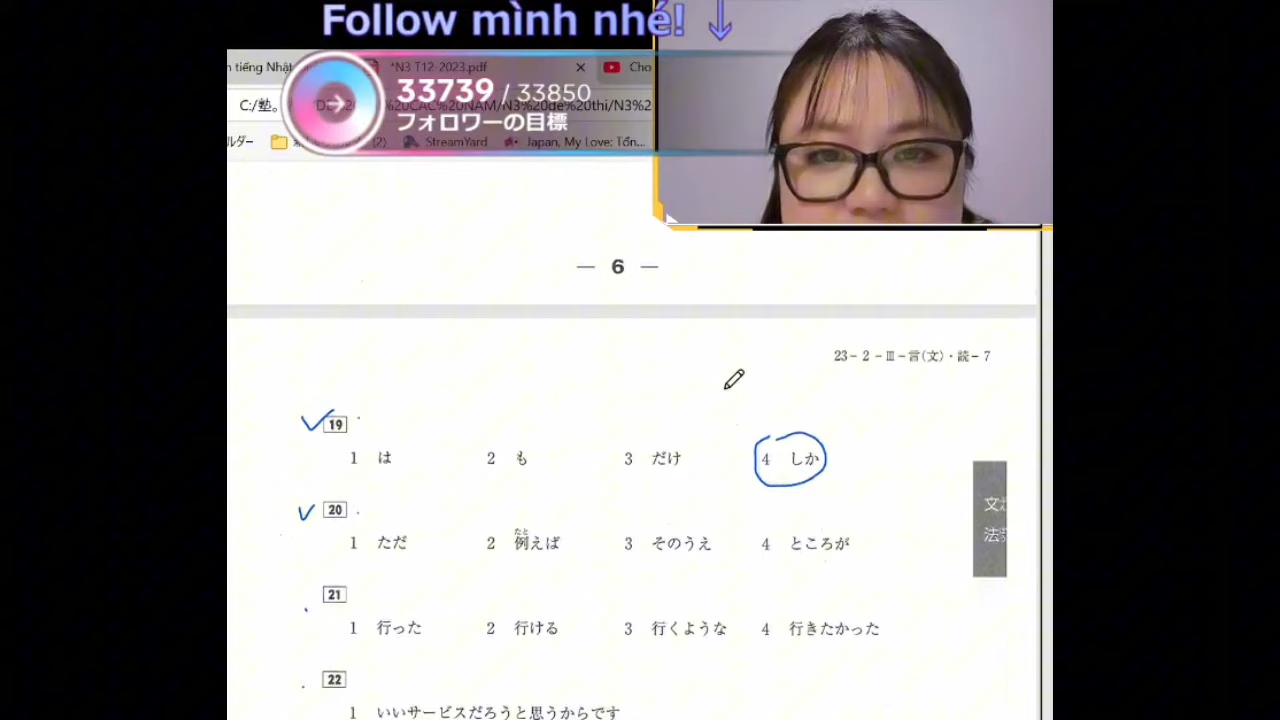 Follow mình nhé! ↓
n tiếng Nhật
*N3 T12-2023.pdf
Cho
33739 / 33850
フォロワーの目標
StreamYard
Japan, My Love: Tổn...
— 6 —
23−2−Ⅲ−言(文)・読−7
19
1 は 2 も 3 だけ 4 しか
20
1 ただ 2 例えば 3 そのうえ 4 ところが
21
1 行った 2 行ける 3 行くような 4 行きたかった
22
1 いいサービスだろうと思うからです
文法